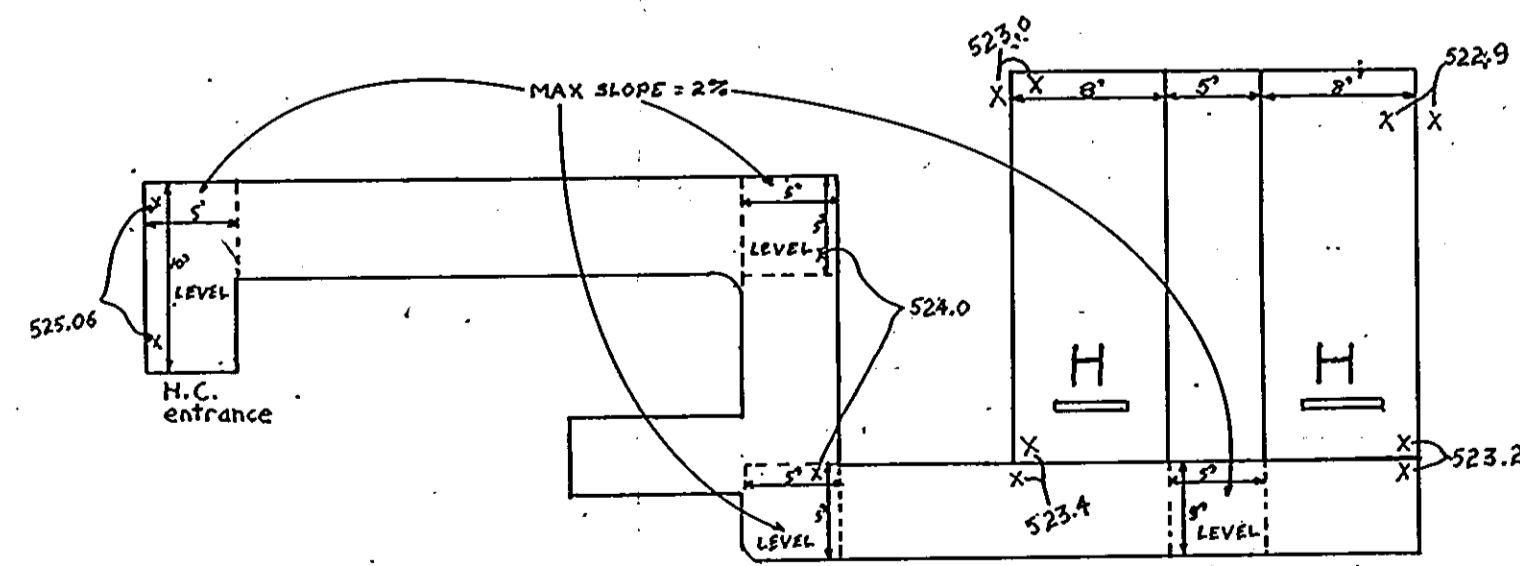 523.0
522.9
MAX SLOPE = 2%
8'
5'
8'
5'
5'
5'
10'
LEVEL
LEVEL
525.06
524.0
H.C.
entrance
H
H
523.2
5'
5'
5'
5'
523.4
LEVEL
LEVEL